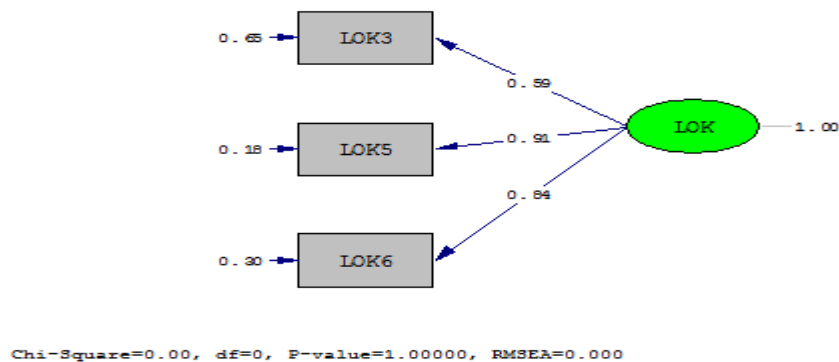 0.65 LOK3
0.59
LOK 1.00
0.91
0.18 LOK5
0.84
0.30 LOK6
Chi-Square=0.00, df=0, P-value=1.00000, RMSEA=0.000